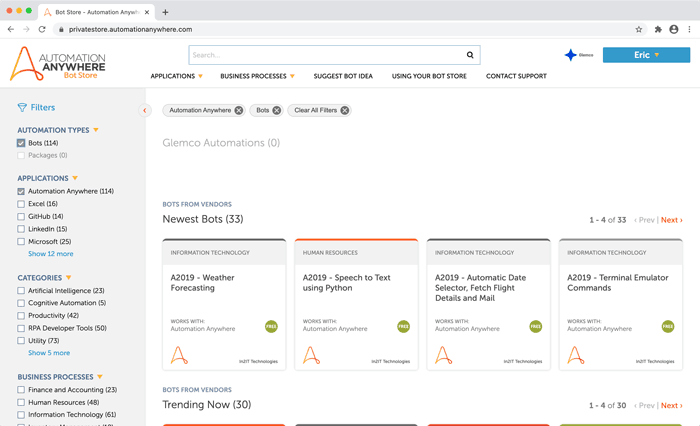 Bot Store - Automation Anywhe
privatestore.automationanywhere.com
AUTOMATION
ANYWHERE
Bot Store
Search...
Glemco
Eric
APPLICATIONS
BUSINESS PROCESSES
SUGGEST BOT IDEA
USING YOUR BOT STORE
CONTACT SUPPORT
Filters
AUTOMATION TYPES
Bots (114)
Packages (0)
APPLICATIONS
Automation Anywhere (114)
Excel (16)
GitHub (14)
LinkedIn (15)
Microsoft (25)
Show 12 more
CATEGORIES
Artificial Intelligence (23)
Cognitive Automation (5)
Productivity (42)
RPA Developer Tools (50)
Utility (73)
Show 5 more
BUSINESS PROCESSES
Finance and Accounting (23)
Human Resources (48)
Information Technology (61)
Automation Anywhere
Bots
Clear All Filters
Glemco Automations (0)
BOTS FROM VENDORS
Newest Bots (33)
1 - 4 of 33 ‹ Prev | Next ›
INFORMATION TECHNOLOGY
A2019 - Weather
Forecasting
WORKS WITH:
Automation Anywhere
FREE
In2IT Technologies
HUMAN RESOURCES
A2019 - Speech to Text
using Python
WORKS WITH:
Automation Anywhere
FREE
In2IT Technologies
INFORMATION TECHNOLOGY
A2019 - Automatic Date
Selector, Fetch Flight
Details and Mail
WORKS WITH:
Automation Anywhere
FREE
In2IT Technologies
INFORMATION TECHNOLOGY
A2019 - Terminal Emulator
Commands
WORKS WITH:
Automation Anywhere
FREE
In2IT Technologies
BOTS FROM VENDORS
Trending Now (30)
1 - 4 of 30 ‹ Prev | Next ›